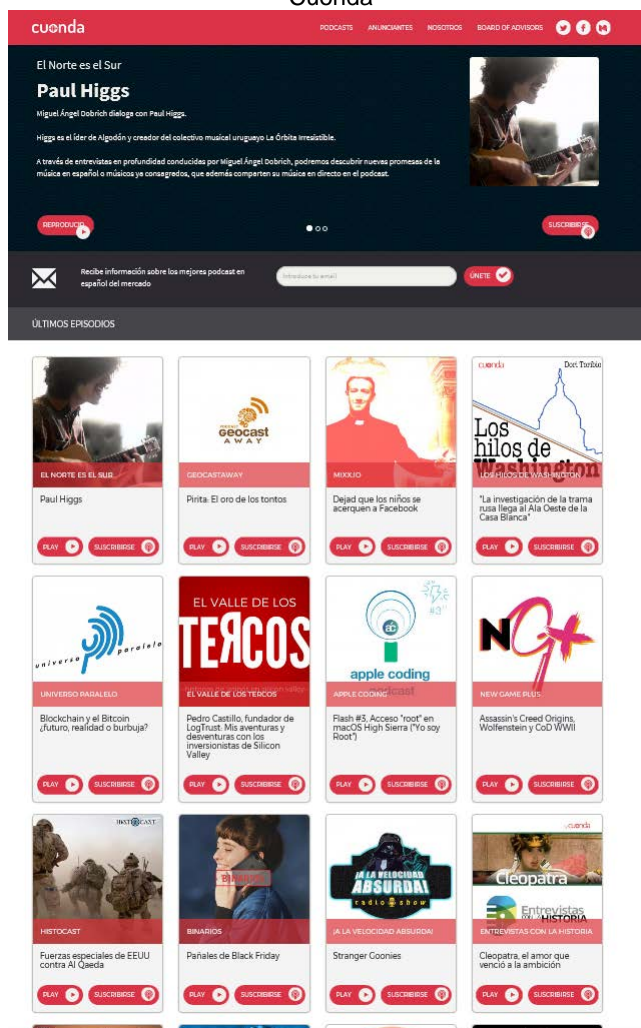 Cuonda
cuonda
PODCASTS ANUNCIANTES NOSOTROS BOARD OF ADVISORS
El Norte es el Sur
Paul Higgs
Miguel Ángel Dobrich dialoga con Paul Higgs.
Higgs es el líder de Algodón y creador del colectivo musical uruguayo La Órbita Irresistible.
A través de entrevistas en profundidad conducidas por Miguel Ángel Dobrich, podremos descubrir nuevas promesas de la
música en español o músicos ya consagrados, que además comparten su música en directo en el podcast.
REPRODUCIR
SUSCRIBIRSE
Recibe información sobre los mejores podcast en
español del mercado
Introduce tu email
ÚNETE
ÚLTIMOS EPISODIOS
EL NORTE ES EL SUR
Paul Higgs
PLAY SUSCRIBIRSE
GEOCAST
AWAY
GEOCASTAWAY
Pirita: El oro de los tontos
PLAY SUSCRIBIRSE
MIXXIO
Dejad que los niños se
acerquen a Facebook
PLAY SUSCRIBIRSE
cuonda Dori Toribio
Los
hilos de
Washington
LOS HILOS DE WASHINGTON
"La investigación de la trama
rusa llega al Ala Oeste de la
Casa Blanca"
PLAY SUSCRIBIRSE
universo paralelo
UNIVERSO PARALELO
Blockchain y el Bitcoin
¿futuro, realidad o burbuja?
PLAY SUSCRIBIRSE
EL VALLE DE LOS
TERCOS
EL VALLE DE LOS TERCOS
Pedro Castillo, fundador de
LogTrust: Mis aventuras y
desventuras con los
inversionistas de Silicon
Valley
PLAY SUSCRIBIRSE
#3
ac
apple coding
podcast
APPLE CODING
Flash #3, Acceso "root" en
macOS High Sierra ("Yo soy
Root")
PLAY SUSCRIBIRSE
NG+
NEW GAME PLUS
Assassin's Creed Origins,
Wolfenstein y CoD WWII
PLAY SUSCRIBIRSE
HISTOCAST
HISTOCAST
Fuerzas especiales de EEUU
contra Al Qaeda
PLAY SUSCRIBIRSE
BINARIOS
BINARIOS
Pañales de Black Friday
PLAY SUSCRIBIRSE
¡A LA VELOCIDAD
ABSURDA!
radio show
¡A LA VELOCIDAD ABSURDA!
Stranger Goonies
PLAY SUSCRIBIRSE
cuonda
Cleopatra
Entrevistas
CON LA HISTORIA
ENTREVISTAS CON LA HISTORIA
Cleopatra, el amor que
venció a la ambición
PLAY SUSCRIBIRSE